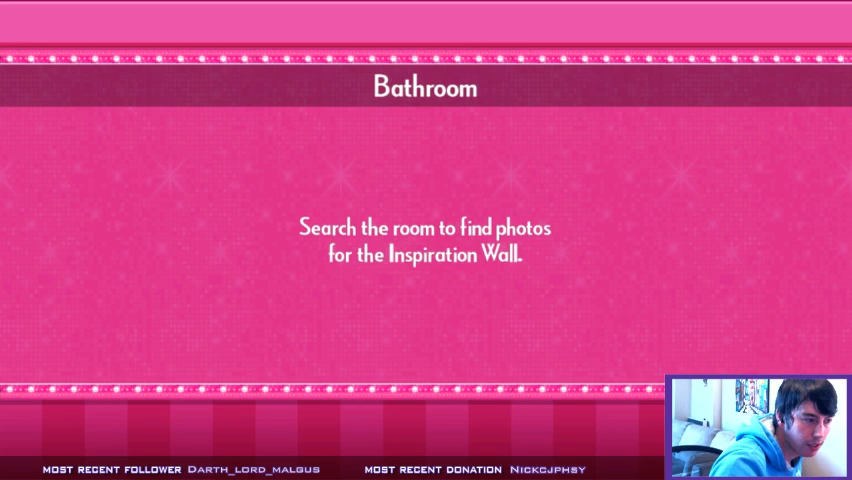 Bathroom
Search the room to find photos
for the Inspiration Wall.
MOST RECENT FOLLOWER Darth_lord_malgus MOST RECENT DONATION Nickcjphsy